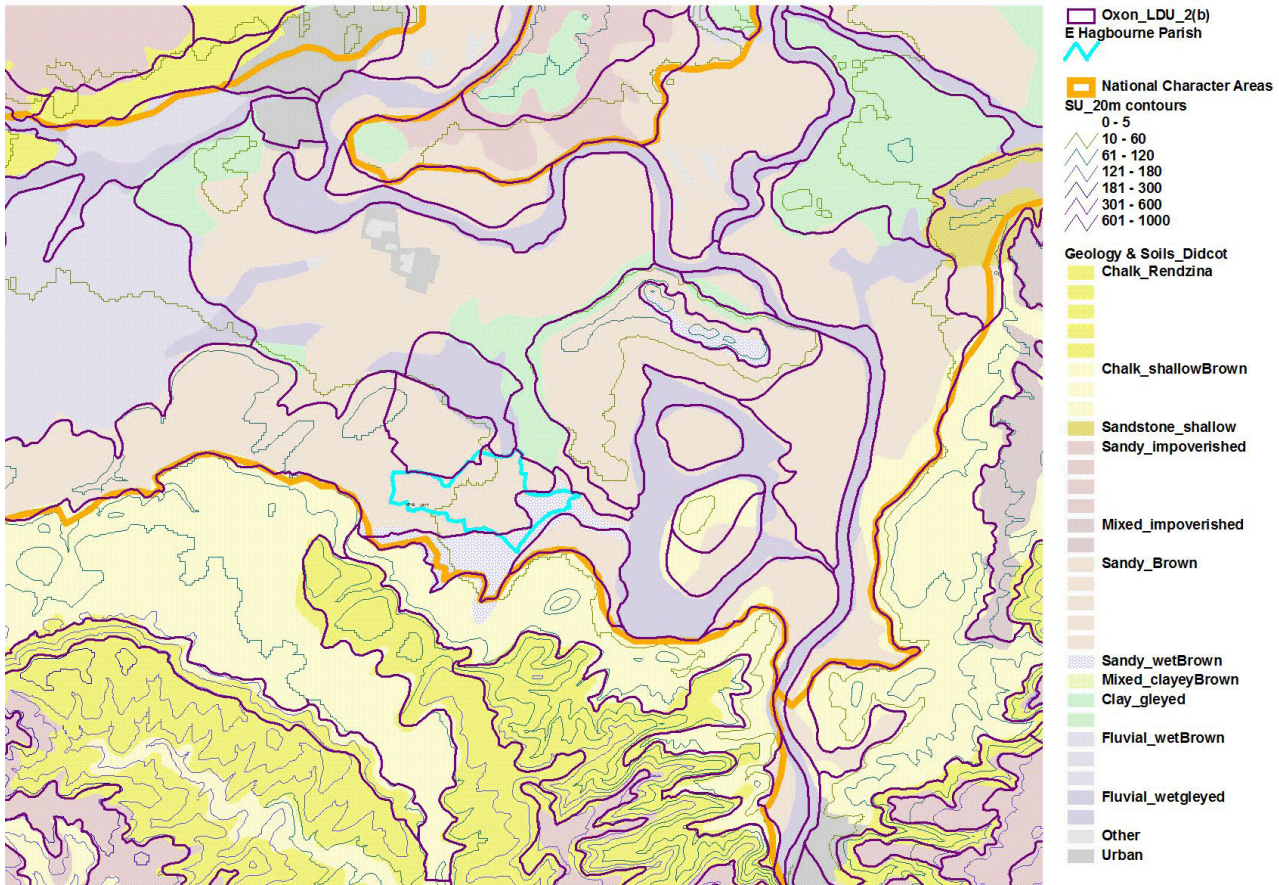 Oxon_LDU_2(b)
E Hagbourne Parish
National Character Areas
SU_20m contours
0 - 5
10 - 60
61 - 120
121 - 180
181 - 300
301 - 600
601 - 1000
Geology & Soils_Didcot
Chalk_Rendzina
Chalk_shallowBrown
Sandstone_shallow
Sandy_impoverished
Mixed_impoverished
Sandy_Brown
Sandy_wetBrown
Mixed_clayeyBrown
Clay_gleyed
Fluvial_wetBrown
Fluvial_wetgleyed
Other
Urban